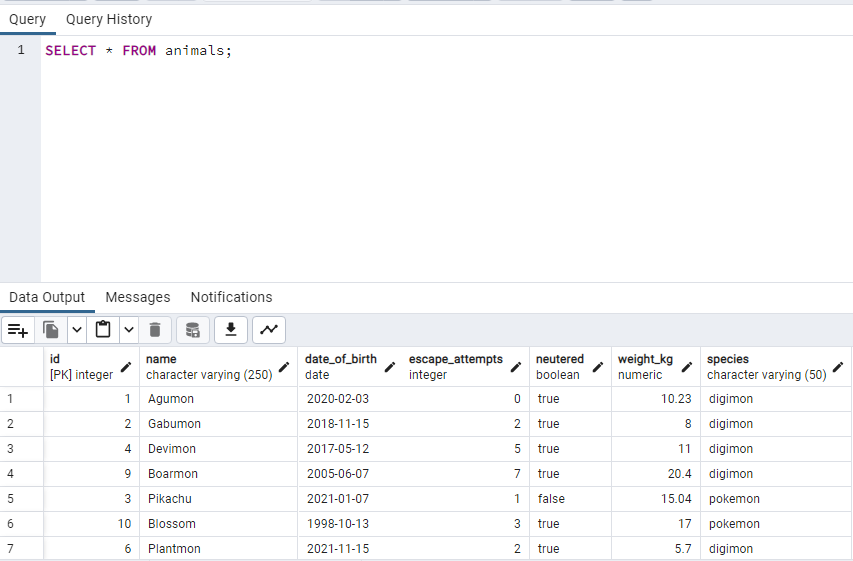 Query Query History
1 SELECT * FROM animals;
Data Output Messages Notifications
id name date_of_birth escape_attempts neutered weight_kg species
[PK] integer character varying (250) date integer boolean numeric character varying (50)
1 1 Agumon 2020-02-03 0 true 10.23 digimon
2 2 Gabumon 2018-11-15 2 true 8 digimon
3 4 Devimon 2017-05-12 5 true 11 digimon
4 9 Boarmon 2005-06-07 7 true 20.4 digimon
5 3 Pikachu 2021-01-07 1 false 15.04 pokemon
6 10 Blossom 1998-10-13 3 true 17 pokemon
7 6 Plantmon 2021-11-15 2 true 5.7 digimon